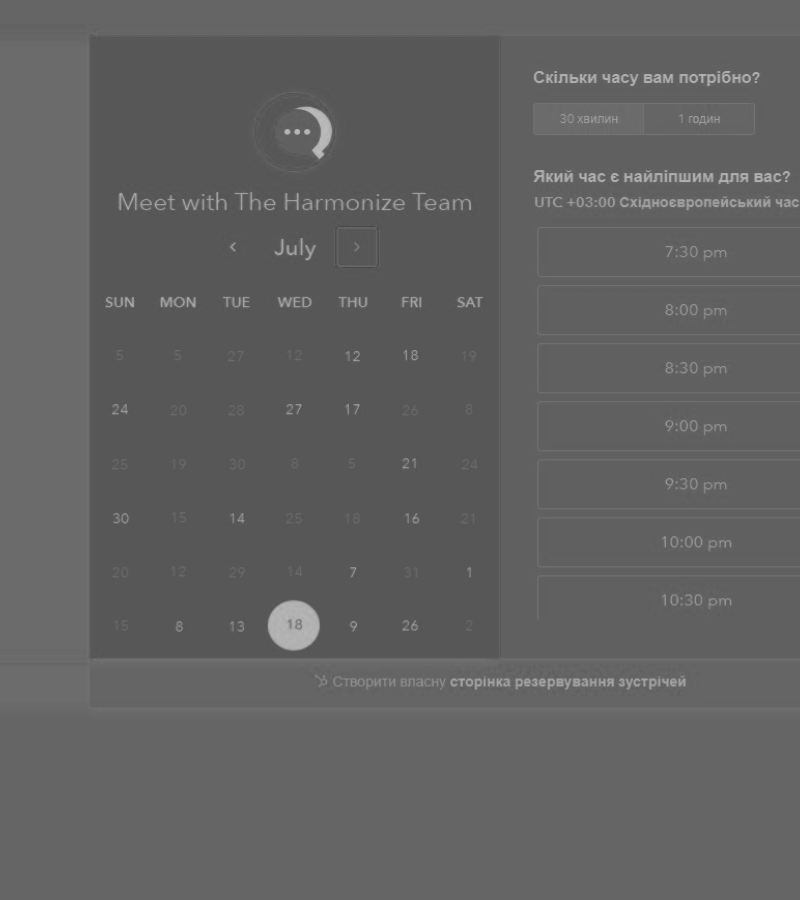 Meet with The Harmonize Team
July
SUN MON TUE WED THU FRI SAT
5 5 27 12 12 18 19
24 20 28 27 17 26 8
25 19 30 8 5 21 24
30 15 14 25 18 16 21
20 12 29 14 7 31 1
15 8 13 18 9 26 2
Скільки часу вам потрібно?
30 хвилин 1 годин
Який час є найліпшим для вас?
UTC +03:00 Східноєвропейський час
7:30 pm
8:00 pm
8:30 pm
9:00 pm
9:30 pm
10:00 pm
10:30 pm
Створити власну сторінка резервування зустрічей